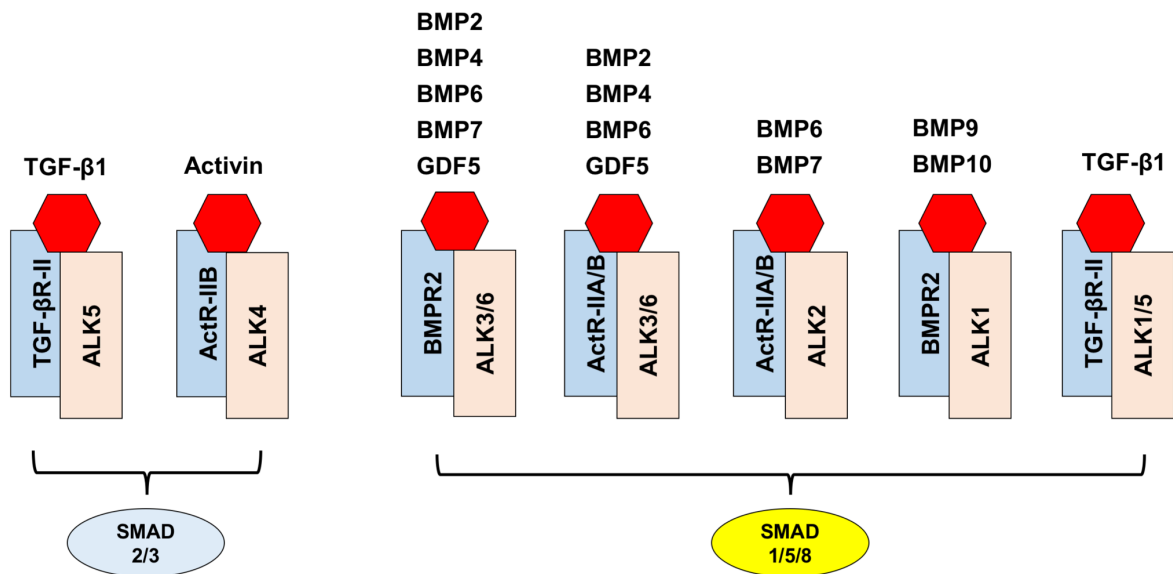 TGF-β1
TGF-βR-II
ALK5
Activin
ActR-IIB
ALK4
SMAD
2/3
BMP2
BMP4
BMP6
BMP7
GDF5
BMPR2
ALK3/6
BMP2
BMP4
BMP6
GDF5
ActR-IIA/B
ALK3/6
BMP6
BMP7
ActR-IIA/B
ALK2
BMP9
BMP10
BMPR2
ALK1
TGF-β1
TGF-βR-II
ALK1/5
SMAD
1/5/8